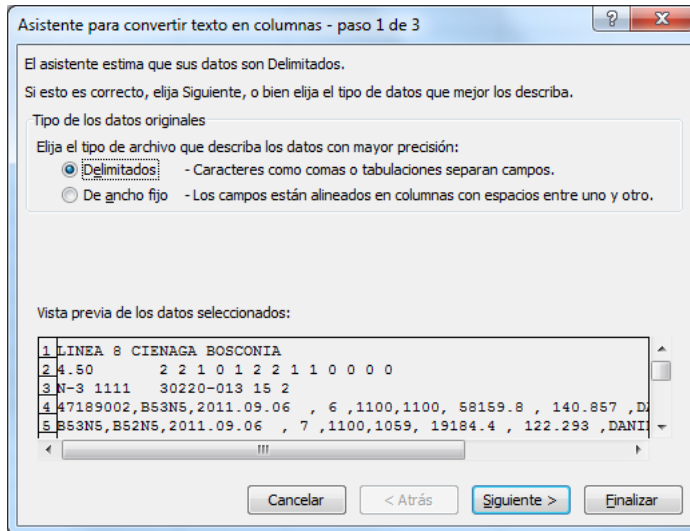 Asistente para convertir texto en columnas - paso 1 de 3
El asistente estima que sus datos son Delimitados.
Si esto es correcto, elija Siguiente, o bien elija el tipo de datos que mejor los describa.
Tipo de los datos originales
Elija el tipo de archivo que describa los datos con mayor precisión:
Delimitados - Caracteres como comas o tabulaciones separan campos.
De ancho fijo - Los campos están alineados en columnas con espacios entre uno y otro.
Vista previa de los datos seleccionados:
1 LINEA 8 CIENAGA BOSCONIA
2 4.50 2 2 1 0 1 2 2 1 1 0 0 0 0
3 N-3 1111 30220-013 15 2
4 47189002,B53N5,2011.09.06 , 6 ,1100,1100, 58159.8 , 140.857 ,D
5 B53N5,B52N5,2011.09.06 , 7 ,1100,1059, 19184.4 , 122.293 ,DANI
Cancelar < Atrás Siguiente > Finalizar